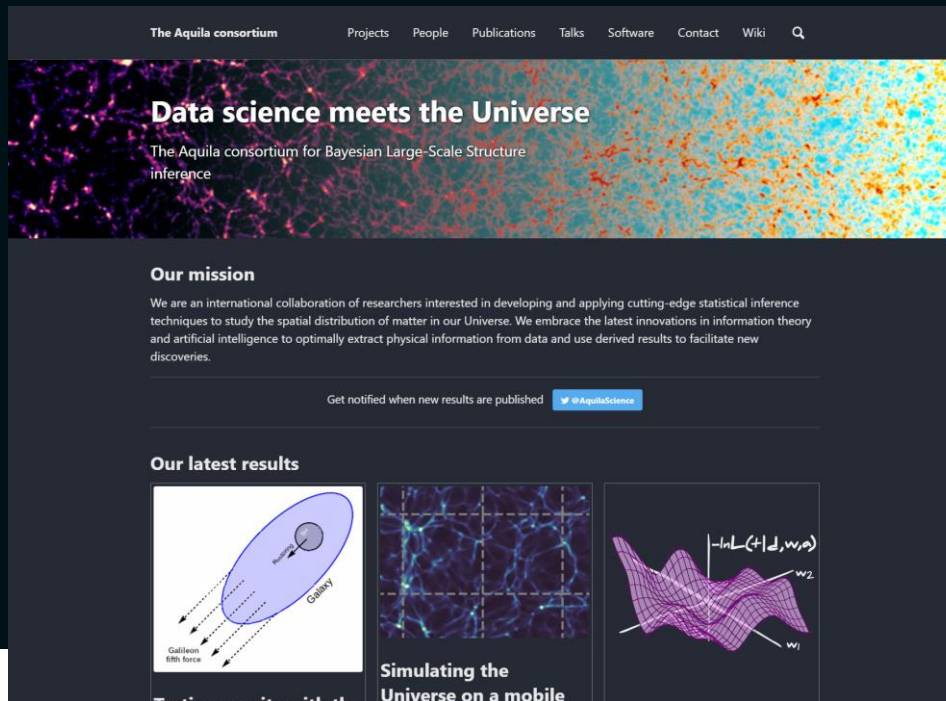 The Aquila consortium
Projects People Publications Talks Software Contact Wiki
Data science meets the Universe
The Aquila consortium for Bayesian Large-Scale Structure
inference
Our mission
We are an international collaboration of researchers interested in developing and applying cutting-edge statistical inference
techniques to study the spatial distribution of matter in our Universe. We embrace the latest innovations in information theory
and artificial intelligence to optimally extract physical information from data and use derived results to facilitate new
discoveries.
Get notified when new results are published @AquilaScience
Our latest results
Galaxy
Galileon
fifth force
-lnL(t|d,w,a)
w2
w1
Simulating the
Universe on a mobile